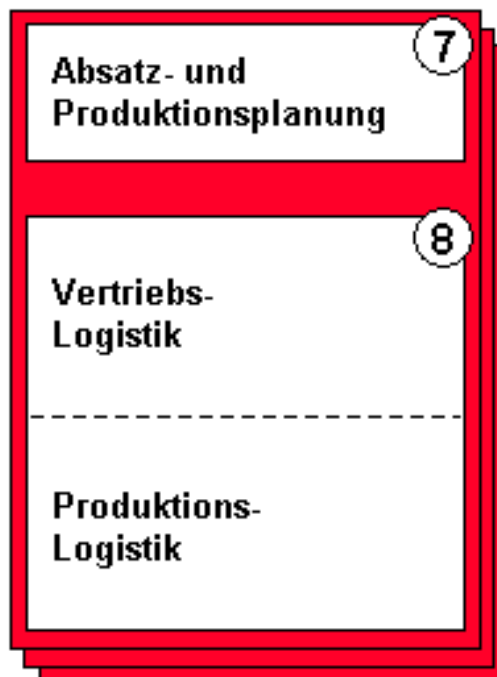 7
Absatz- und
Produktionsplanung
8
Vertriebs-
Logistik
Produktions-
Logistik